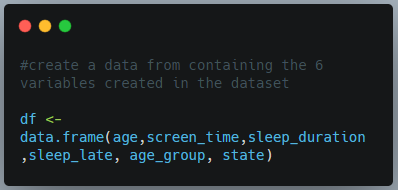 #create a data from containing the 6
variables created in the dataset
df <-
data.frame(age,screen_time,sleep_duration
,sleep_late, age_group, state)